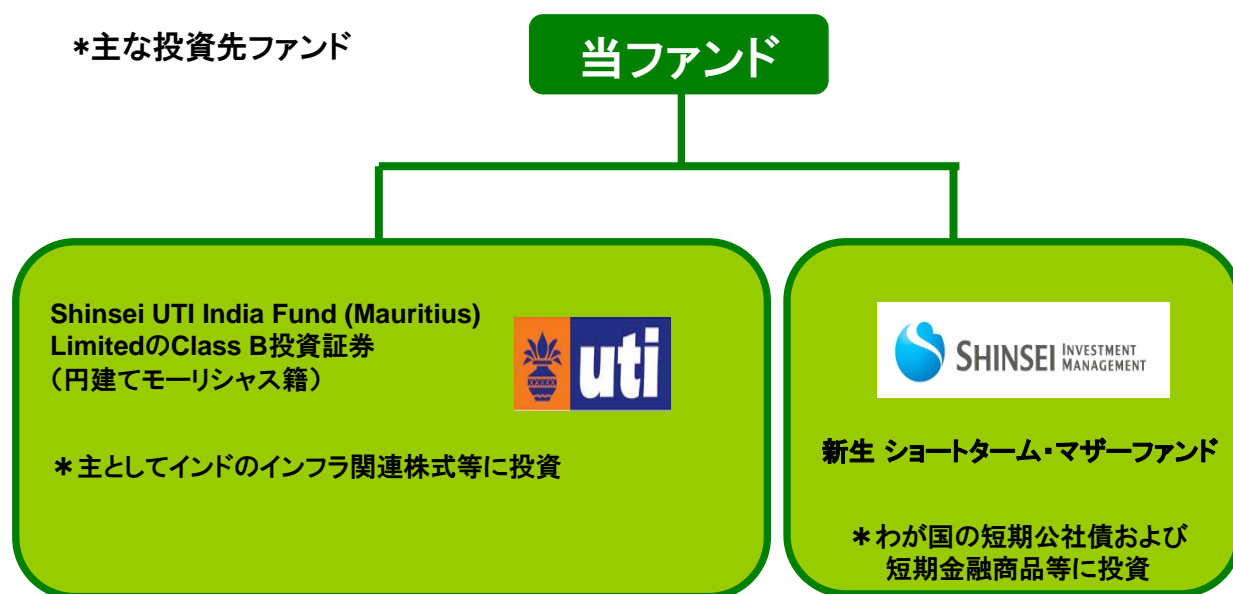 *主な投資先ファンド
当ファンド
Shinsei UTI India Fund (Mauritius)
LimitedのClass B投資証券
（円建てモーリシャス籍）
uti
＊主としてインドのインフラ関連株式等に投資
SHINSEI INVESTMENT
MANAGEMENT
新生 ショートターム・マザーファンド
＊わが国の短期公社債および
短期金融商品等に投資